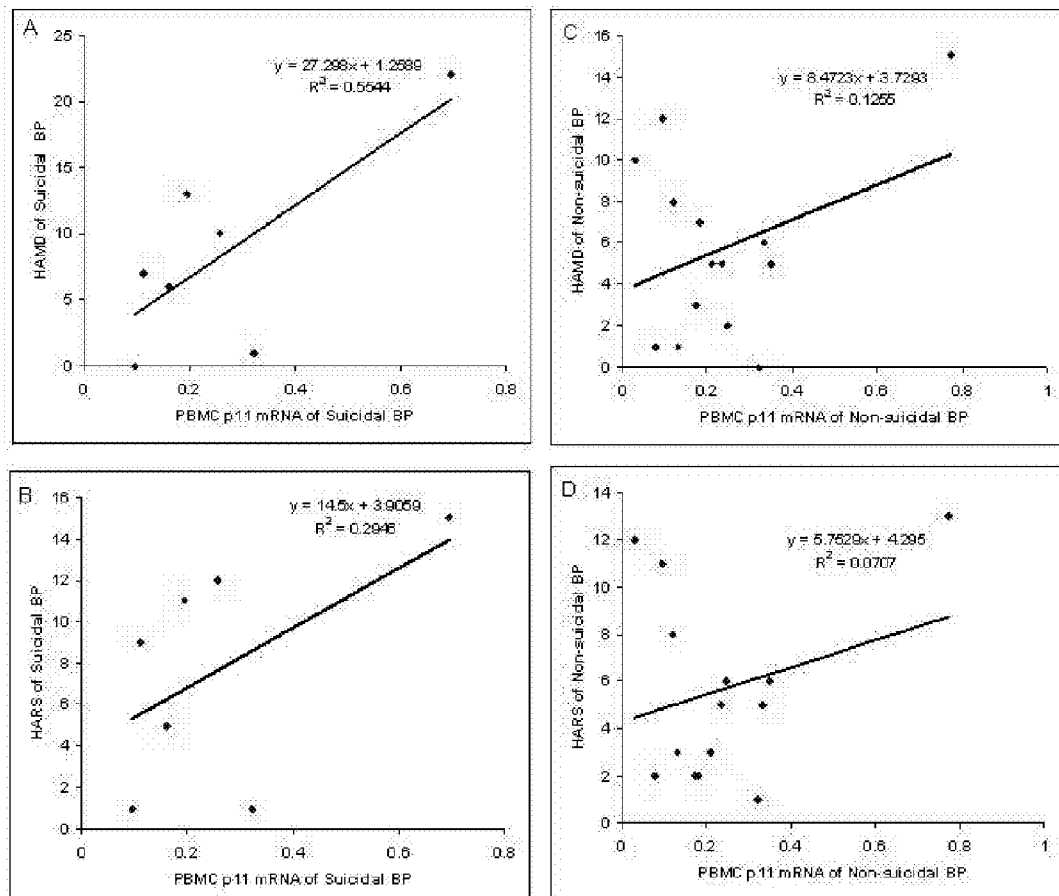 A
25
20
15
10
5
0
HAMD of Suicidal BP
y = 27.298x + 1.2589
R² = 0.5544
0 0.2 0.4 0.6 0.8
PBMC p11 mRNA of Suicidal BP
C
16
14
12
10
8
6
4
2
0
HAMD of Non-suicidal BP
y = 8.4723x + 3.7293
R² = 0.1255
0 0.2 0.4 0.6 0.8 1
PBMC p11 mRNA of Non-suicidal BP
B
16
14
12
10
8
6
4
2
0
HARS of Suicidal BP
y = 14.5x + 3.9059
R² = 0.2946
0 0.2 0.4 0.6 0.8
PBMC p11 mRNA of Suicidal BP
D
14
12
10
8
6
4
2
0
HARS of Non-suicidal BP
y = 5.7529x + 4.295
R² = 0.0707
0 0.2 0.4 0.6 0.8 1
PBMC p11 mRNA of Non-suicidal BP